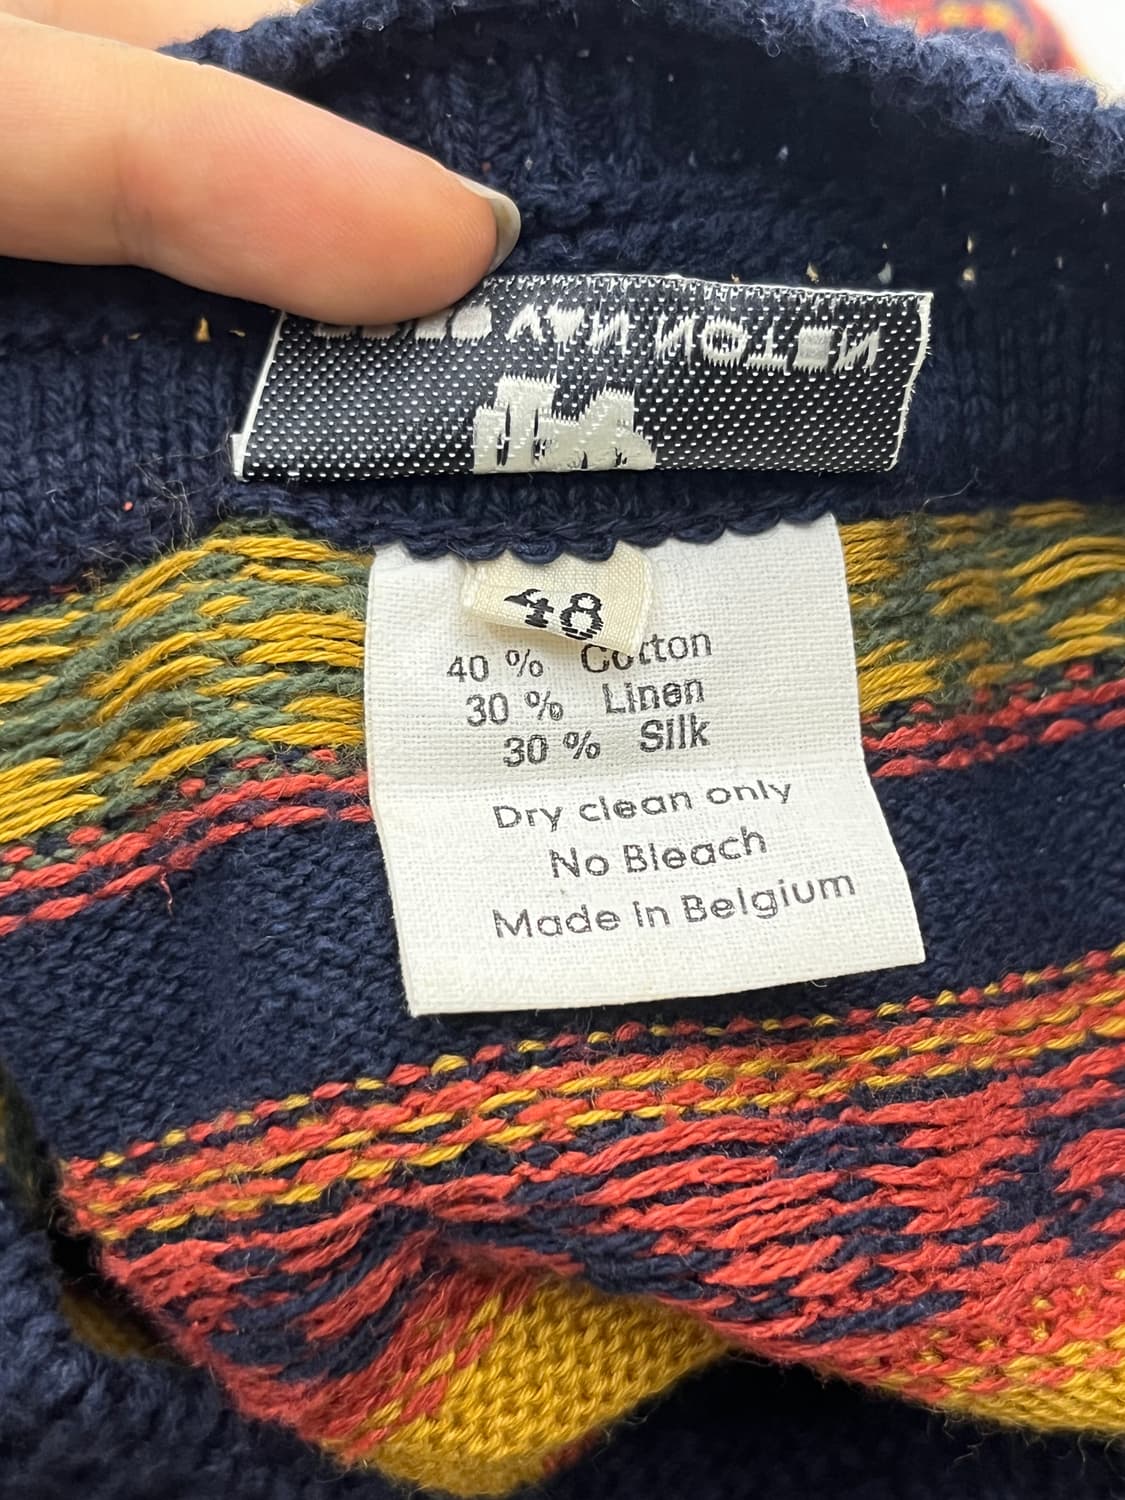 48
40 % Cotton
30 % Linen
30 % Silk
Dry clean only
No Bleach
Made in Belgium